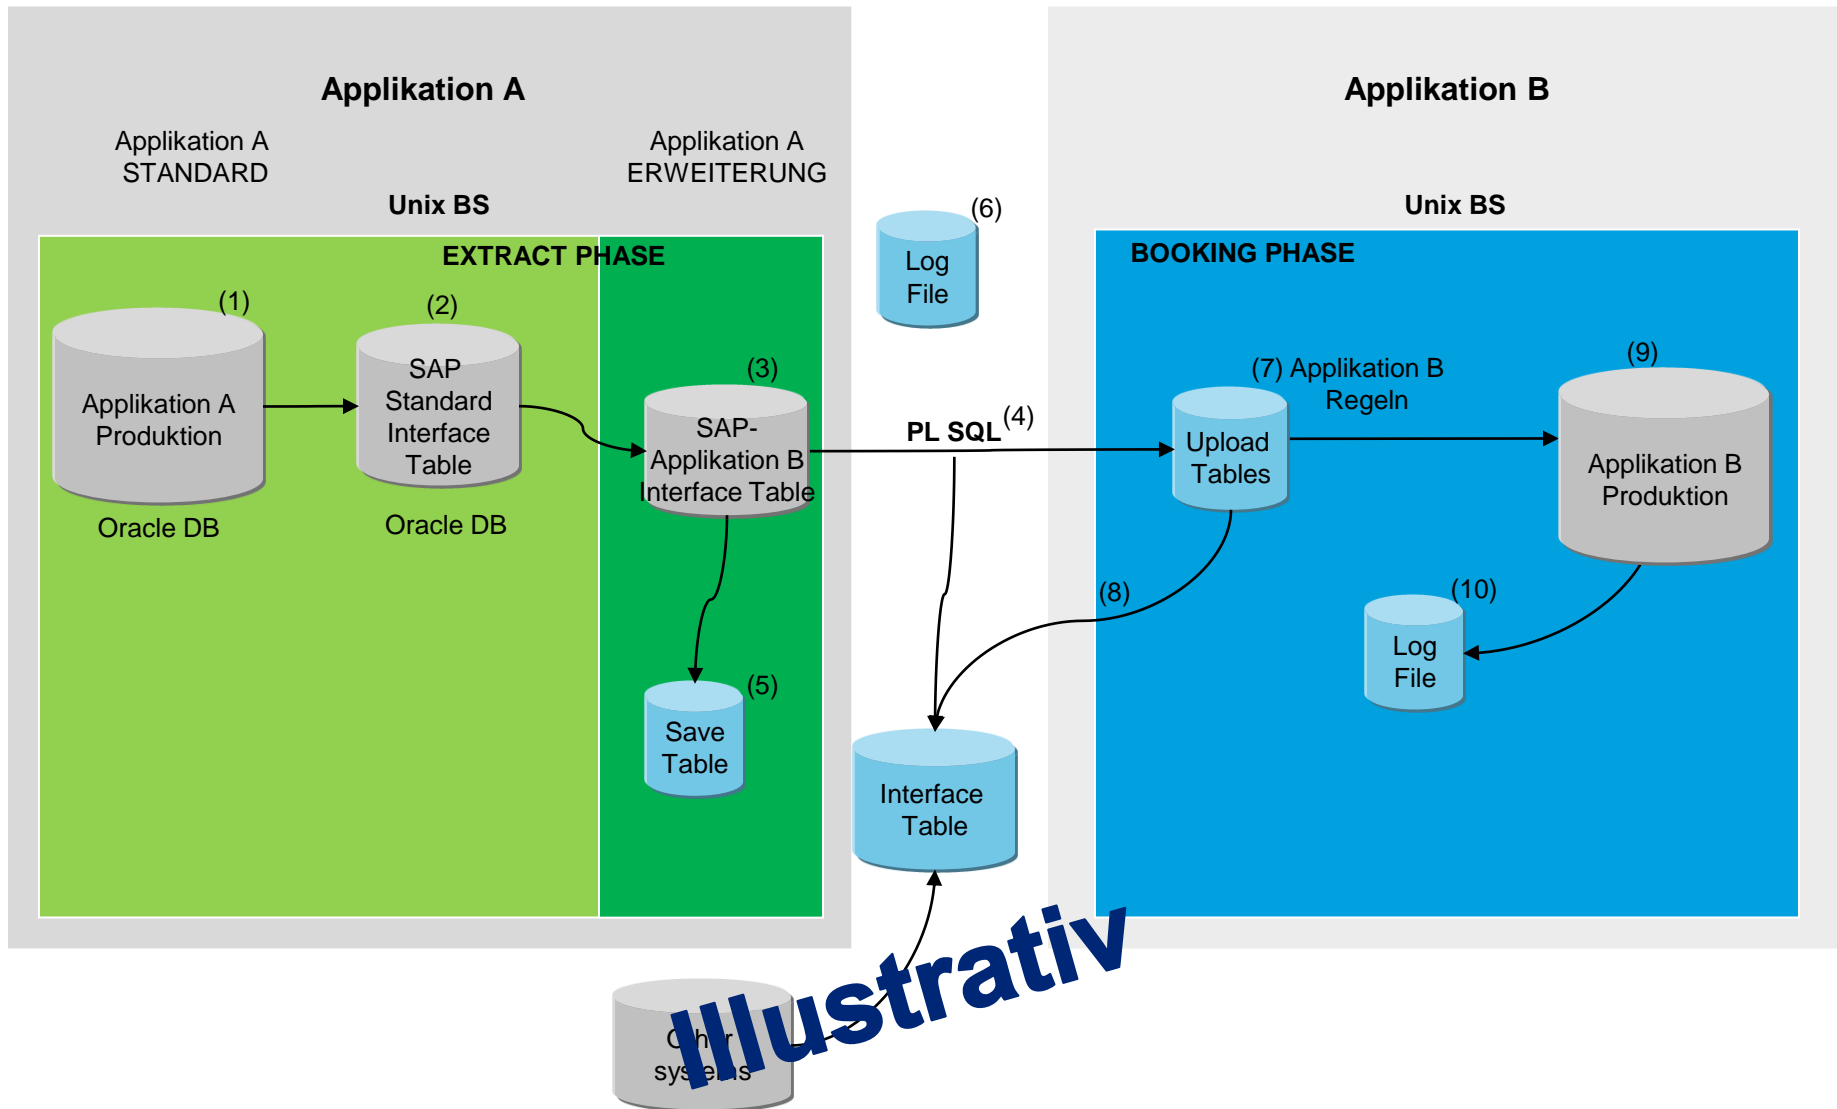 Applikation A
Applikation B
Applikation A
STANDARD
Applikation A
ERWEITERUNG
Unix BS
Unix BS
EXTRACT PHASE
BOOKING PHASE
(1)
Applikation A
Produktion
Oracle DB
(2)
SAP
Standard
Interface
Table
Oracle DB
(3)
SAP-
Applikation B
Interface Table
PL SQL
(4)
(5)
Save
Table
(6)
Log
File
(7) Applikation B
Regeln
Upload
Tables
(8)
(9)
Applikation B
Produktion
(10)
Log
File
Interface
Table
Other
systems
Illustrativ